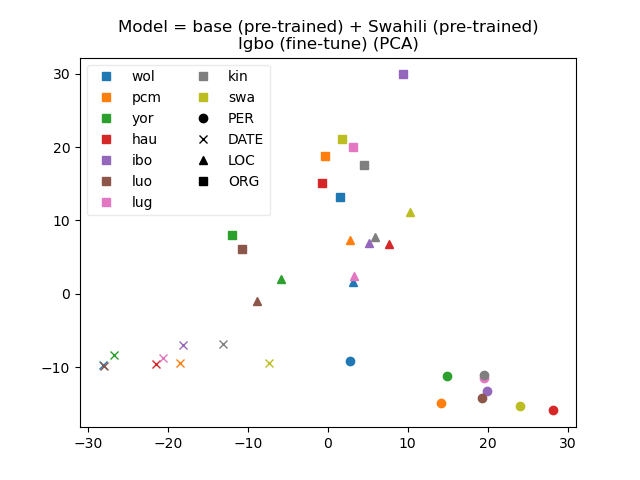 Model = base (pre-trained) + Swahili (pre-trained)
Igbo (fine-tune) (PCA)
wol
pcm
yor
hau
ibo
luo
lug
kin
swa
PER
DATE
LOC
ORG
30
20
10
0
−10
−30
−20
−10
0
10
20
30